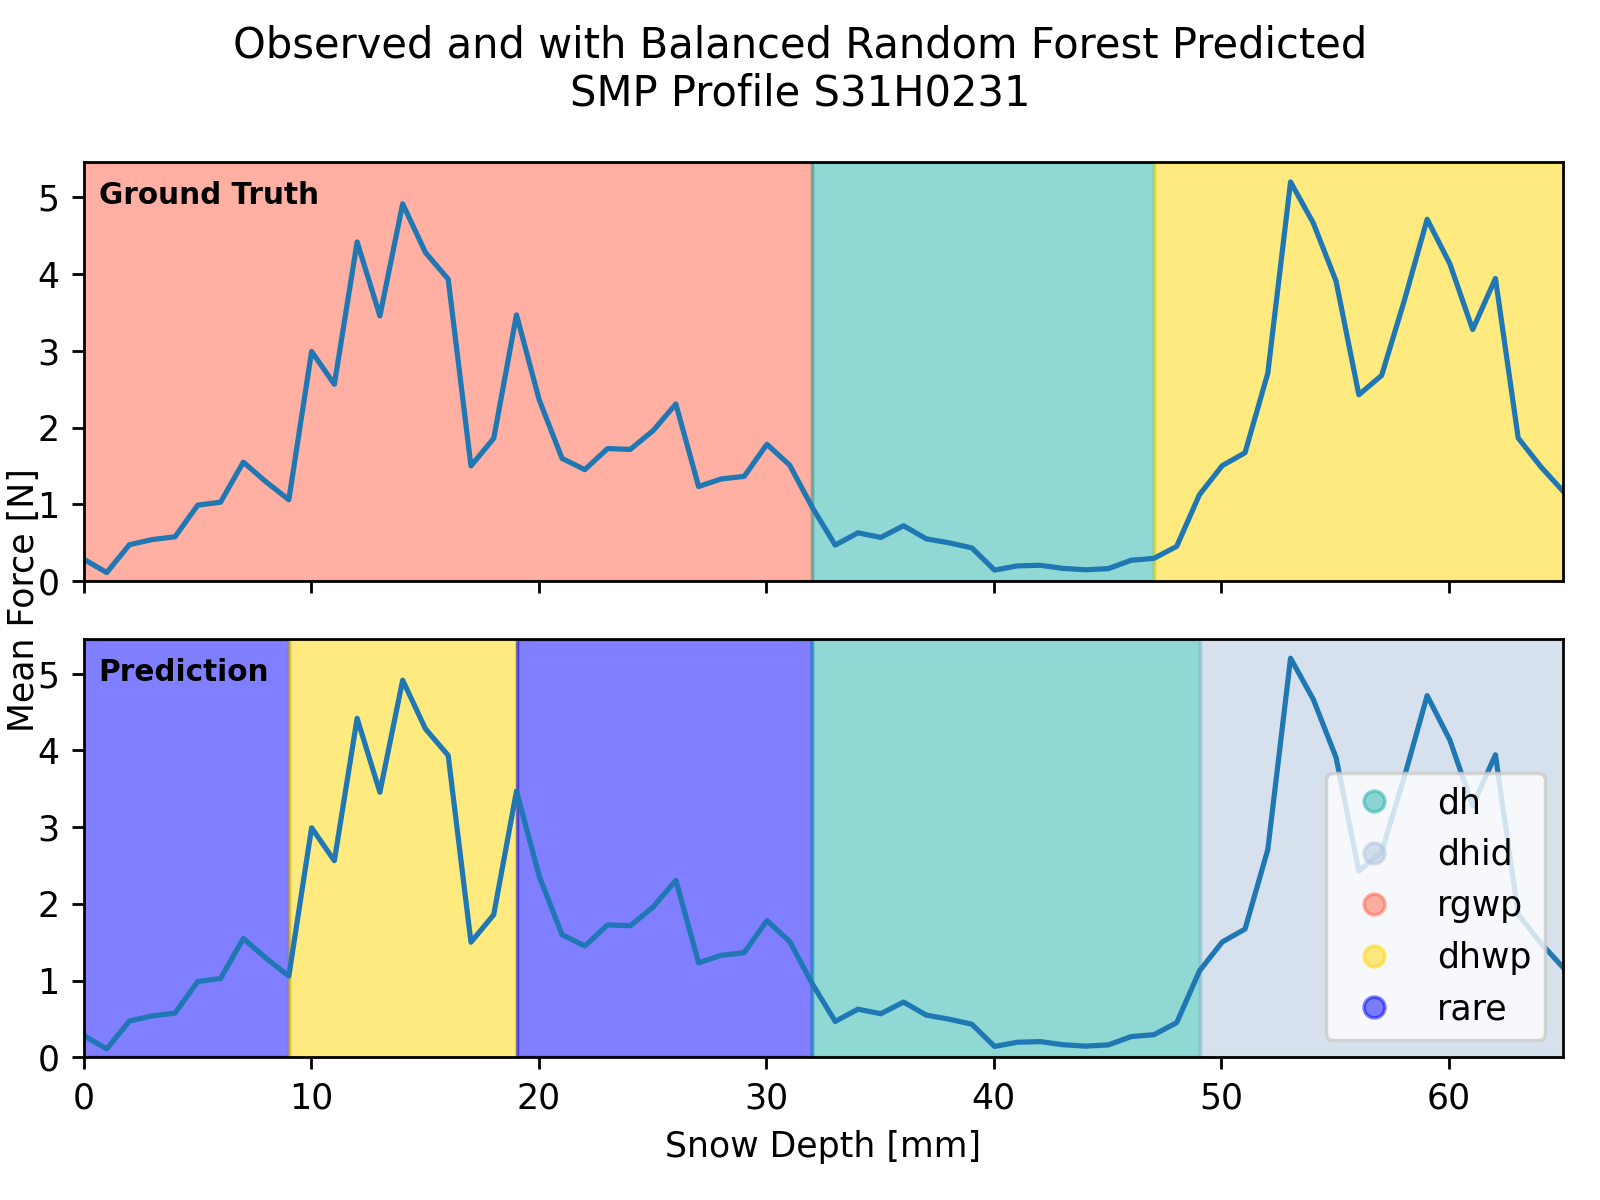 Observed and with Balanced Random Forest Predicted
SMP Profile S31H0231
Mean Force [N]
Ground Truth
5
4
3
2
1
0
Prediction
5
4
3
2
1
0
dh
dhid
rgwp
dhwp
rare
0 10 20 30 40 50 60
Snow Depth [mm]